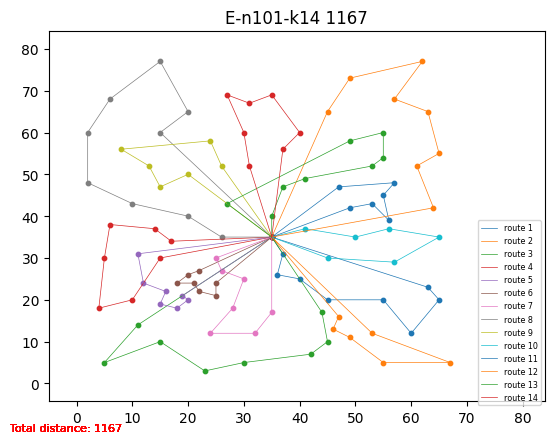 E-n101-k14 1167
80
70
60
50
40
30
20
10
0
0 10 20 30 40 50 60 70 80
route 1
route 2
route 3
route 4
route 5
route 6
route 7
route 8
route 9
route 10
route 11
route 12
route 13
route 14
Total distance: 1167